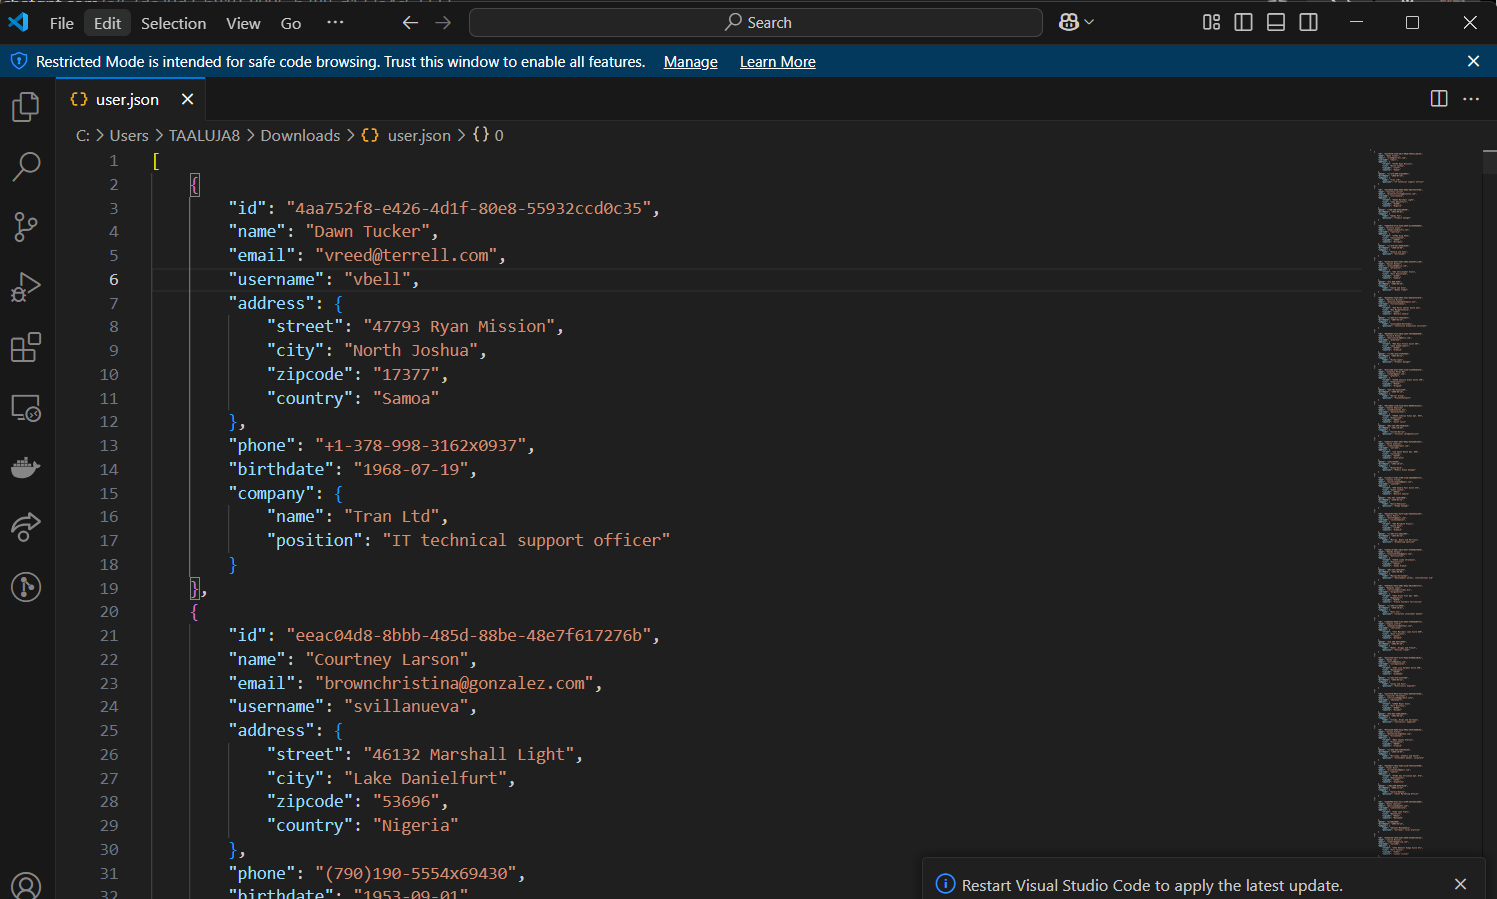 File Edit Selection View Go ··· Search
Restricted Mode is intended for safe code browsing. Trust this window to enable all features. Manage Learn More
{} user.json
C: > Users > TAALUJA8 > Downloads > {} user.json > {} 0
1 [
2 {
3 "id": "4aa752f8-e426-4d1f-80e8-55932ccd0c35",
4 "name": "Dawn Tucker",
5 "email": "vreed@terrell.com",
6 "username": "vbell",
7 "address": {
8 "street": "47793 Ryan Mission",
9 "city": "North Joshua",
10 "zipcode": "17377",
11 "country": "Samoa"
12 },
13 "phone": "+1-378-998-3162x0937",
14 "birthdate": "1968-07-19",
15 "company": {
16 "name": "Tran Ltd",
17 "position": "IT technical support officer"
18 }
19 },
20 {
21 "id": "eeac04d8-8bbb-485d-88be-48e7f617276b",
22 "name": "Courtney Larson",
23 "email": "brownchristina@gonzalez.com",
24 "username": "svillanueva",
25 "address": {
26 "street": "46132 Marshall Light",
27 "city": "Lake Danielfurt",
28 "zipcode": "53696",
29 "country": "Nigeria"
30 },
31 "phone": "(790)190-5554x69430",
32 "birthdate": "1953-09-01"
Restart Visual Studio Code to apply the latest update.